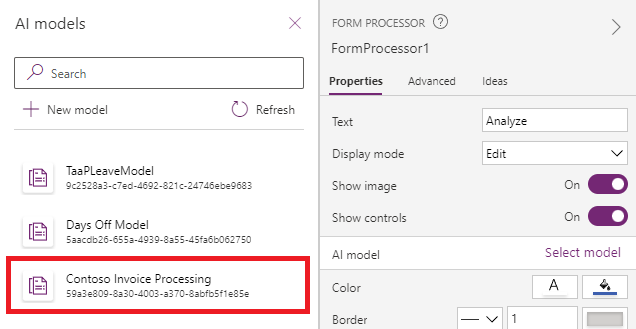 AI models
Search
New model
Refresh
TaaPLeaveModel
9c2528a3-c7ed-4692-821c-24746ebe9683
Days Off Model
5aacdb26-655a-4939-8a55-45fa6b062750
Contoso Invoice Processing
59a3e809-8a30-4003-a370-8abfb5f1e85e
FORM PROCESSOR
FormProcessor1
Properties Advanced Ideas
Text Analyze
Display mode Edit
Show image On
Show controls On
AI model Select model
Color A
Border 1